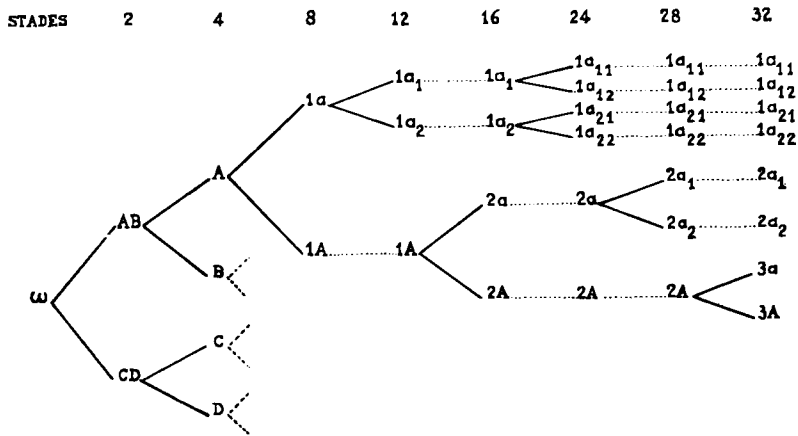 STADES 2 4 8 12 16 24 28 32
1a₁₁ 1a₁₁ 1a₁₁
1a₁ 1a₁
1a₁₂ 1a₁₂ 1a₁₂
1a
1a₂₁ 1a₂₁ 1a₂₁
1a₂ 1a₂
1a₂₂ 1a₂₂ 1a₂₂
A
2a₁ 2a₁
2a 2a
AB
2a₂ 2a₂
1A 1A
B
3a
ω
2A 2A 2A
3A
C
CD
D